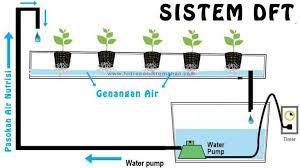 SISTEM DFT
Genangan Air
Pasokan Air Nutrisi
Water
Pump
Timer
Water pump